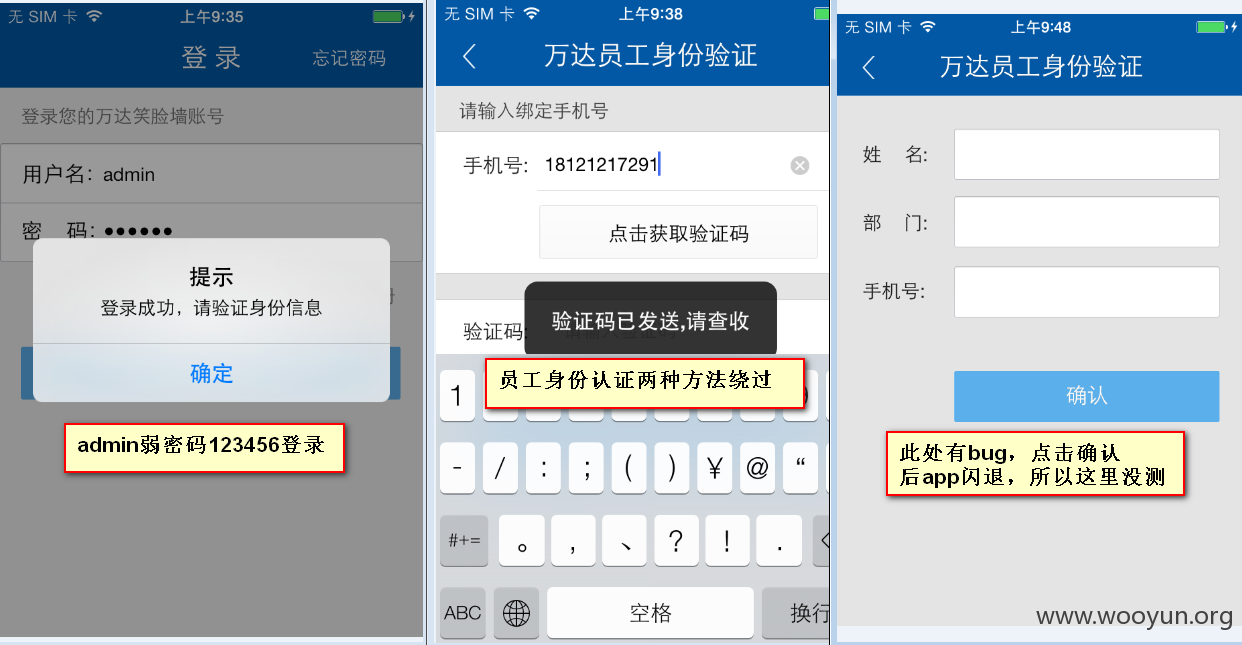 无 SIM 卡
上午9:35
登 录
忘记密码
登录您的万达笑脸墙账号
用户名: admin
密 码: ●●●●●●
提示
登录成功，请验证身份信息
确定
admin弱密码123456登录
无 SIM 卡
上午9:38
万达员工身份验证
请输入绑定手机号
手机号: 18121217291
点击获取验证码
验证码:
验证码已发送,请查收
员工身份认证两种方法绕过
1
- / : ; ( ) ¥ @ “
#+= 。 , 、 ? ! .
ABC 空格 换行
无 SIM 卡
上午9:48
万达员工身份验证
姓 名:
部 门:
手机号:
确认
此处有bug，点击确认
后app闪退，所以这里没测
www.wooyun.org